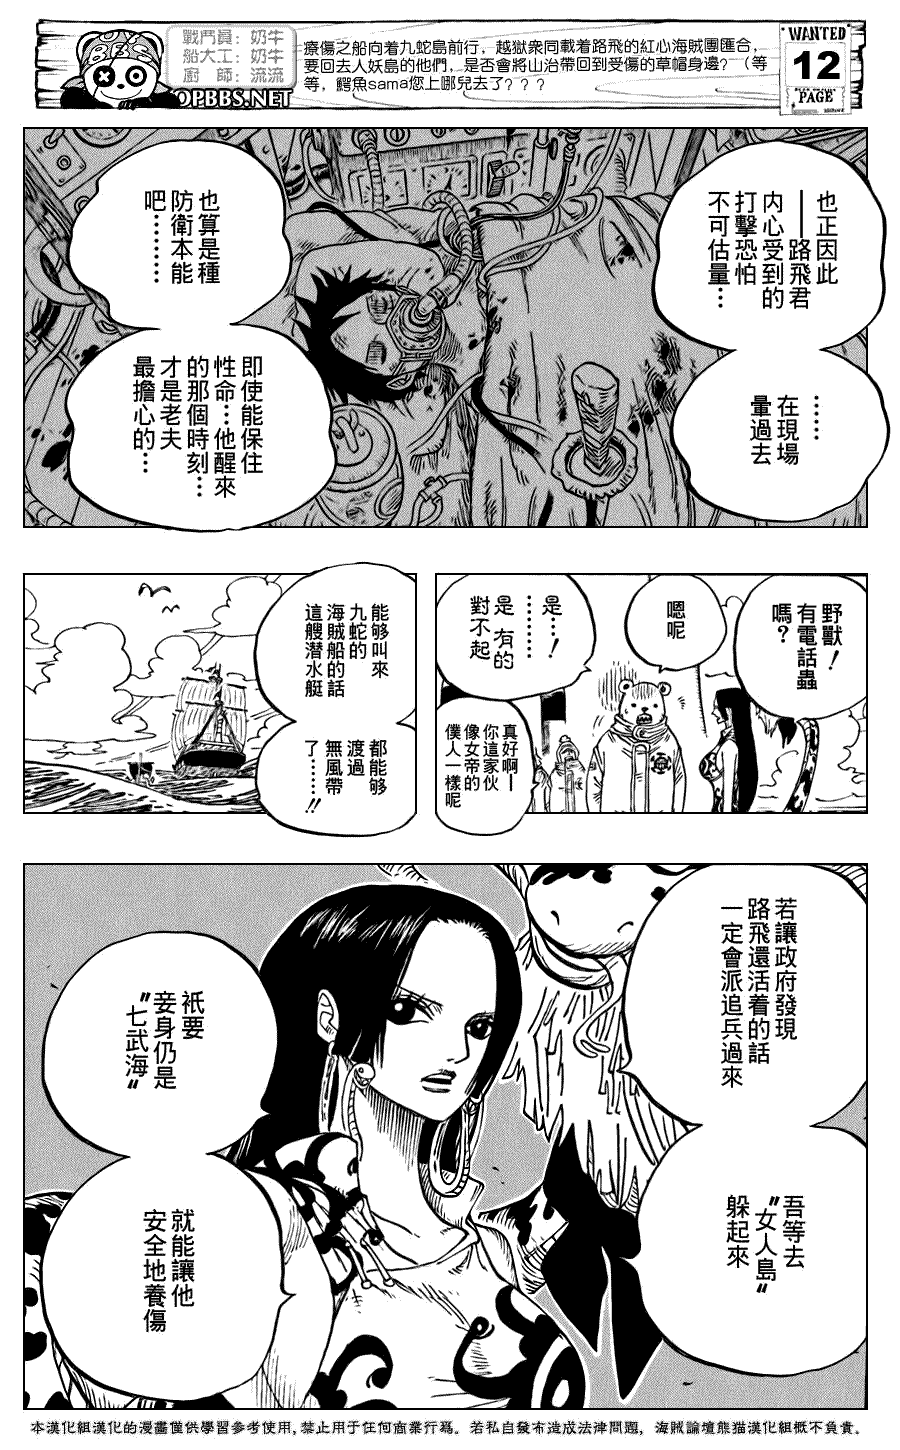 戰鬥員：奶牛
船大工：奶牛
廚　師：流流
OPBBS.NET
療傷之船向着九蛇島前行，越獄衆同載着路飛的紅心海賊團匯合，
要回去人妖島的他們，是否會將山治帶回到受傷的草帽身邊？（等
等，鰐魚sama您上哪兒去了？？？
WANTED
12
PAGE
也正因此
——路飛君
内心受到的
打擊恐怕
不可估量…
……
在現場
暈過去
也算是種
防衛本能
吧………
即使能保住
性命…他醒來
的那個時刻…
才是老夫
最擔心的…
野獸！
有電話蟲
嗎？
嗯呢
是…！
………
是 有的
對不起
真好啊—
你這家伙
像女帝的
僕人一樣呢
能够叫來
九蛇的
海賊船的話
這艘潛水艇
都能够
渡過
無風帶
了……!!
若讓政府發現
路飛還活着的話
一定會派追兵過來
吾等去
〝女人島〞
躲起來
衹要
妾身仍是
〝七武海〞
就能讓他
安全地養傷
本漢化組漢化的漫畫僅供學習參考使用，禁止用于任何商業行爲。若私自發布造成法律問題，海賊論壇熊猫漢化組概不負責。